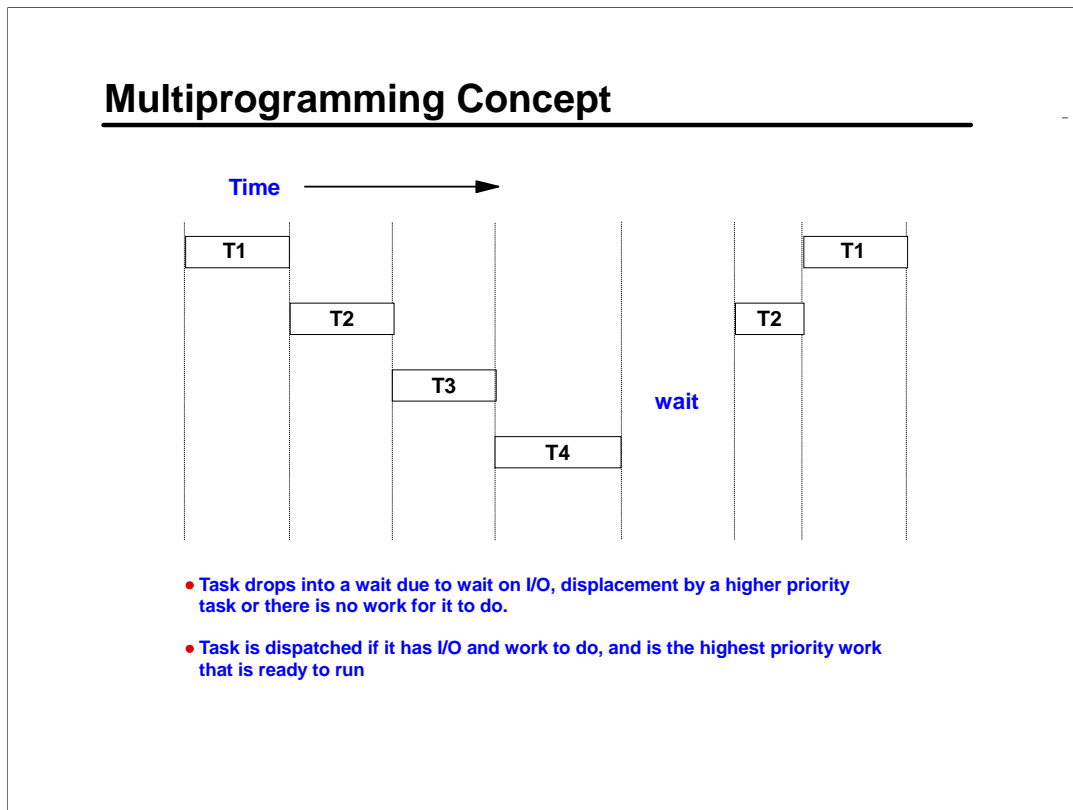 Multiprogramming Concept
Time
T1
T1
T2
T2
T3
wait
T4
● Task drops into a wait due to wait on I/O, displacement by a higher priority
task or there is no work for it to do.
● Task is dispatched if it has I/O and work to do, and is the highest priority work
that is ready to run